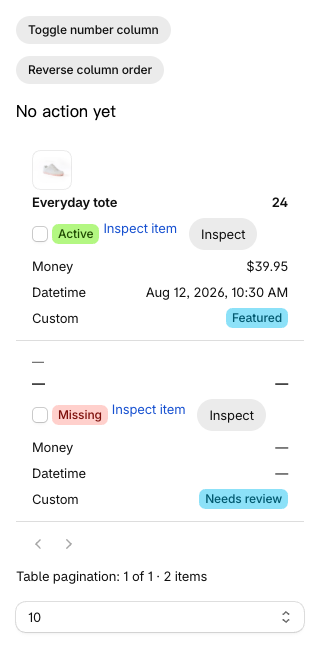 Toggle number column
Reverse column order
No action yet
Everyday tote 24
Active Inspect item Inspect
Money $39.95
Datetime Aug 12, 2026, 10:30 AM
Custom Featured
—
— —
Missing Inspect item Inspect
Money —
Datetime —
Custom Needs review
Table pagination: 1 of 1 · 2 items
10